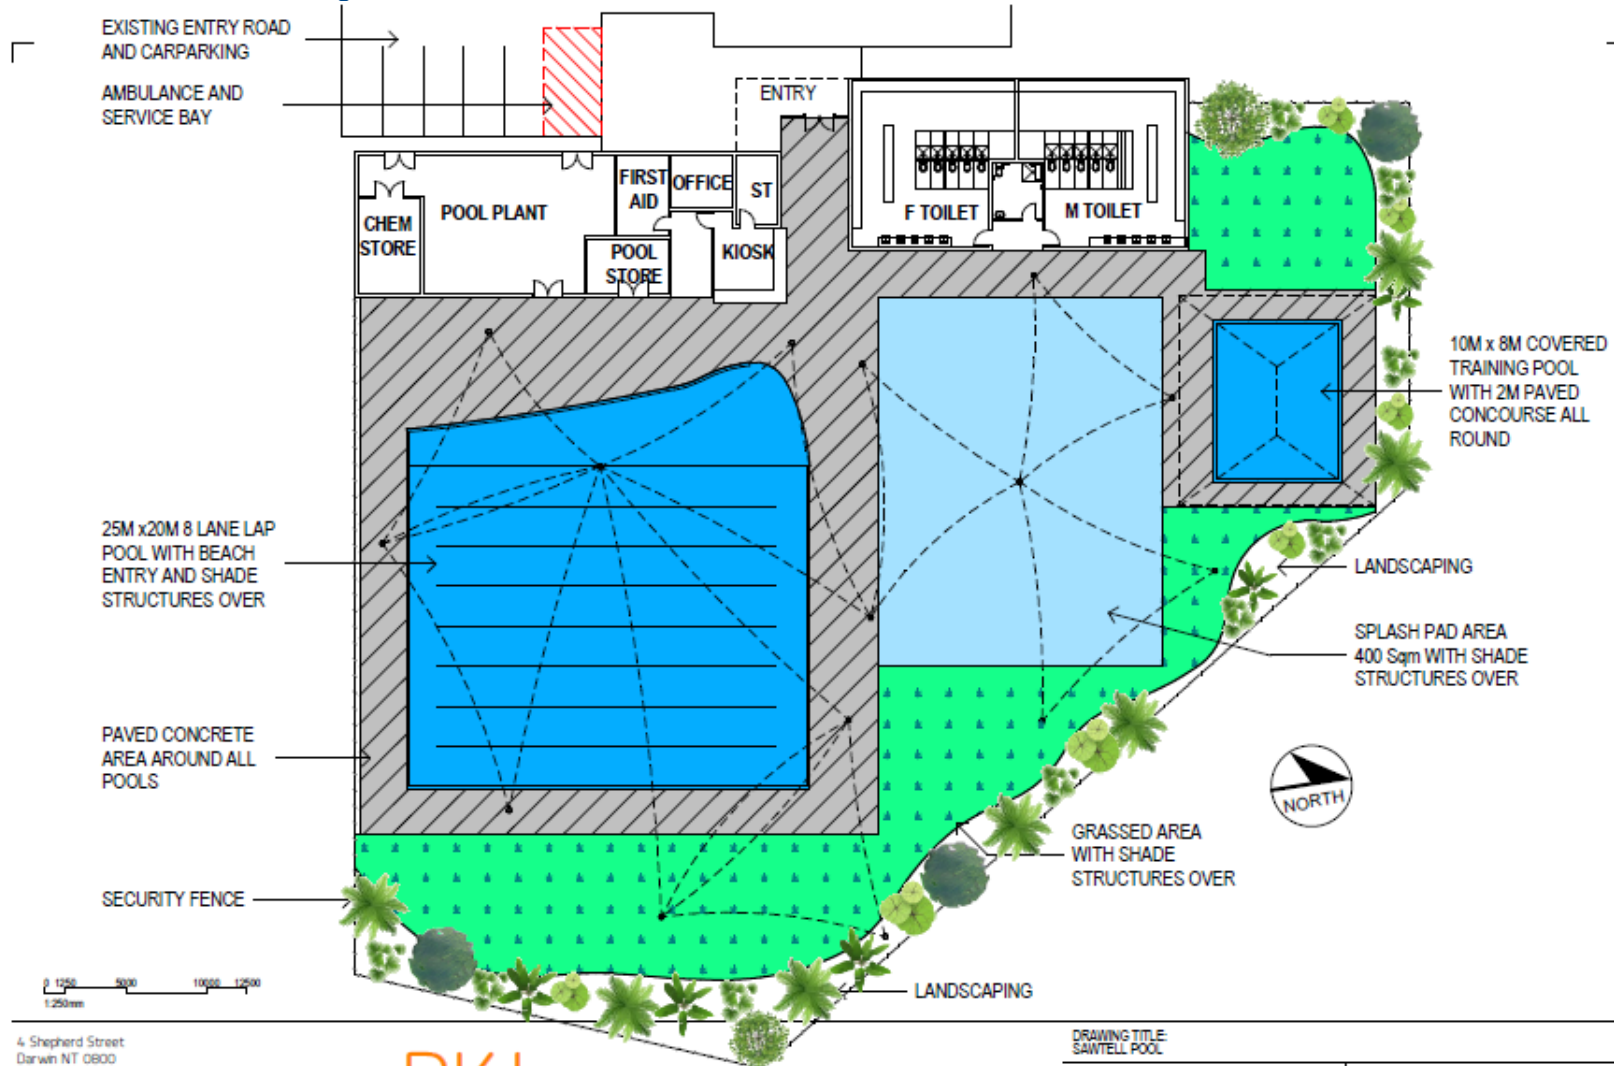 EXISTING ENTRY ROAD
AND CARPARKING
AMBULANCE AND
SERVICE BAY
ENTRY
FIRST
AID
OFFICE
ST
POOL PLANT
CHEM
STORE
POOL
STORE
KIOSK
F TOILET
M TOILET
10M x 8M COVERED
TRAINING POOL
WITH 2M PAVED
CONCOURSE ALL
ROUND
25M x20M 8 LANE LAP
POOL WITH BEACH
ENTRY AND SHADE
STRUCTURES OVER
LANDSCAPING
SPLASH PAD AREA
400 Sqm WITH SHADE
STRUCTURES OVER
PAVED CONCRETE
AREA AROUND ALL
POOLS
NORTH
GRASSED AREA
WITH SHADE
STRUCTURES OVER
SECURITY FENCE
LANDSCAPING
0 1250 5000 10000 12500
1:250mm
4 Shepherd Street
Darwin NT 0800
DRAWING TITLE:
SAWTELL POOL